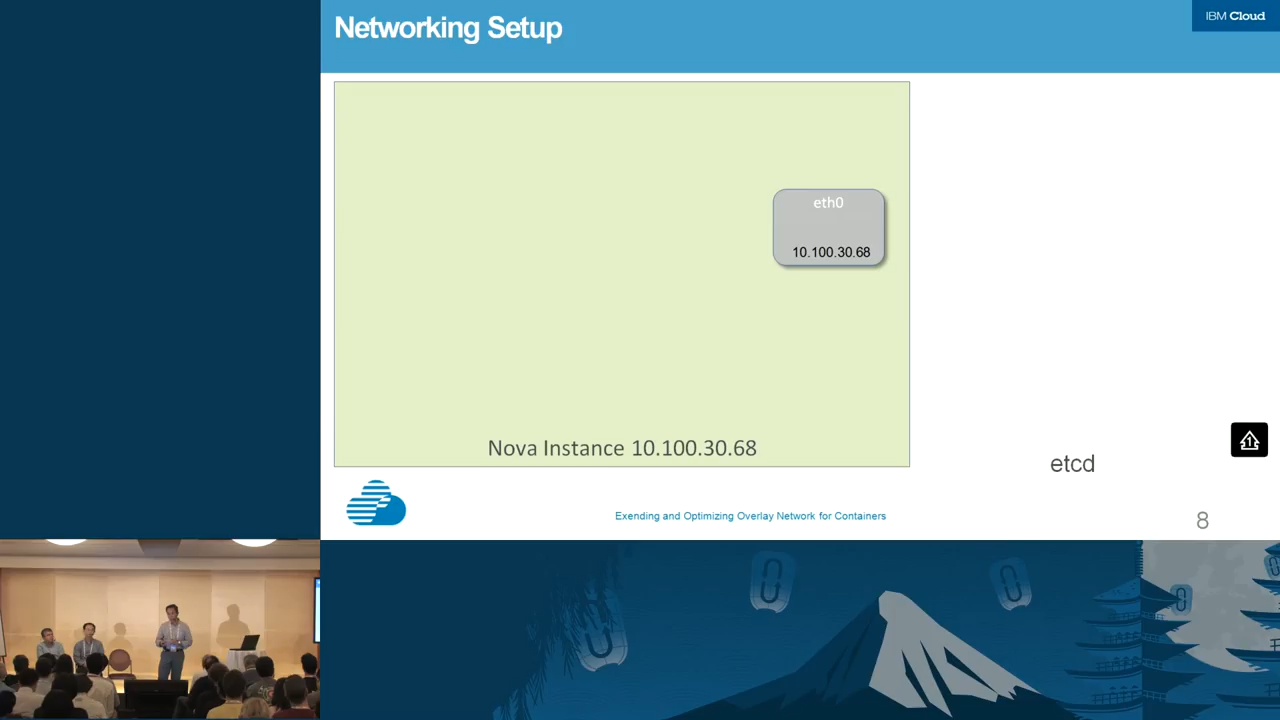 Networking Setup
IBM Cloud
eth0
10.100.30.68
Nova Instance 10.100.30.68
etcd
Exending and Optimizing Overlay Network for Containers
8